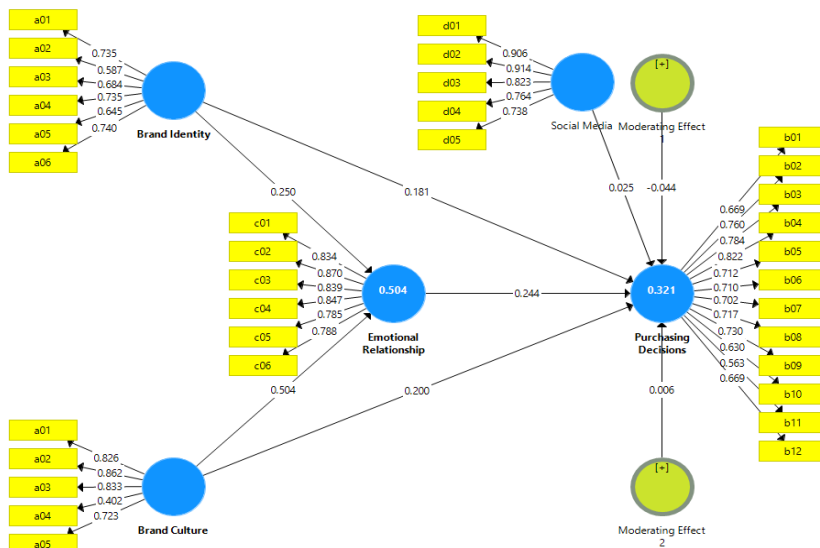 a01
a02
a03
a04
a05
a06
0.735
0.587
0.684
0.735
0.645
0.740
Brand Identity
d01
d02
d03
d04
d05
0.906
0.914
0.823
0.764
0.738
Social Media
[+]
Moderating Effect
1
0.250
0.181
0.025
-0.044
c01
c02
c03
c04
c05
c06
0.834
0.870
0.839
0.847
0.785
0.788
0.504
Emotional
Relationship
0.244
0.321
Purchasing
Decisions
b01
b02
b03
b04
b05
b06
b07
b08
b09
b10
b11
b12
0.669
0.760
0.784
0.822
0.712
0.710
0.702
0.717
0.730
0.630
0.563
0.669
0.504
0.200
0.006
a01
a02
a03
a04
a05
0.826
0.862
0.833
0.402
0.723
Brand Culture
[+]
Moderating Effect
2